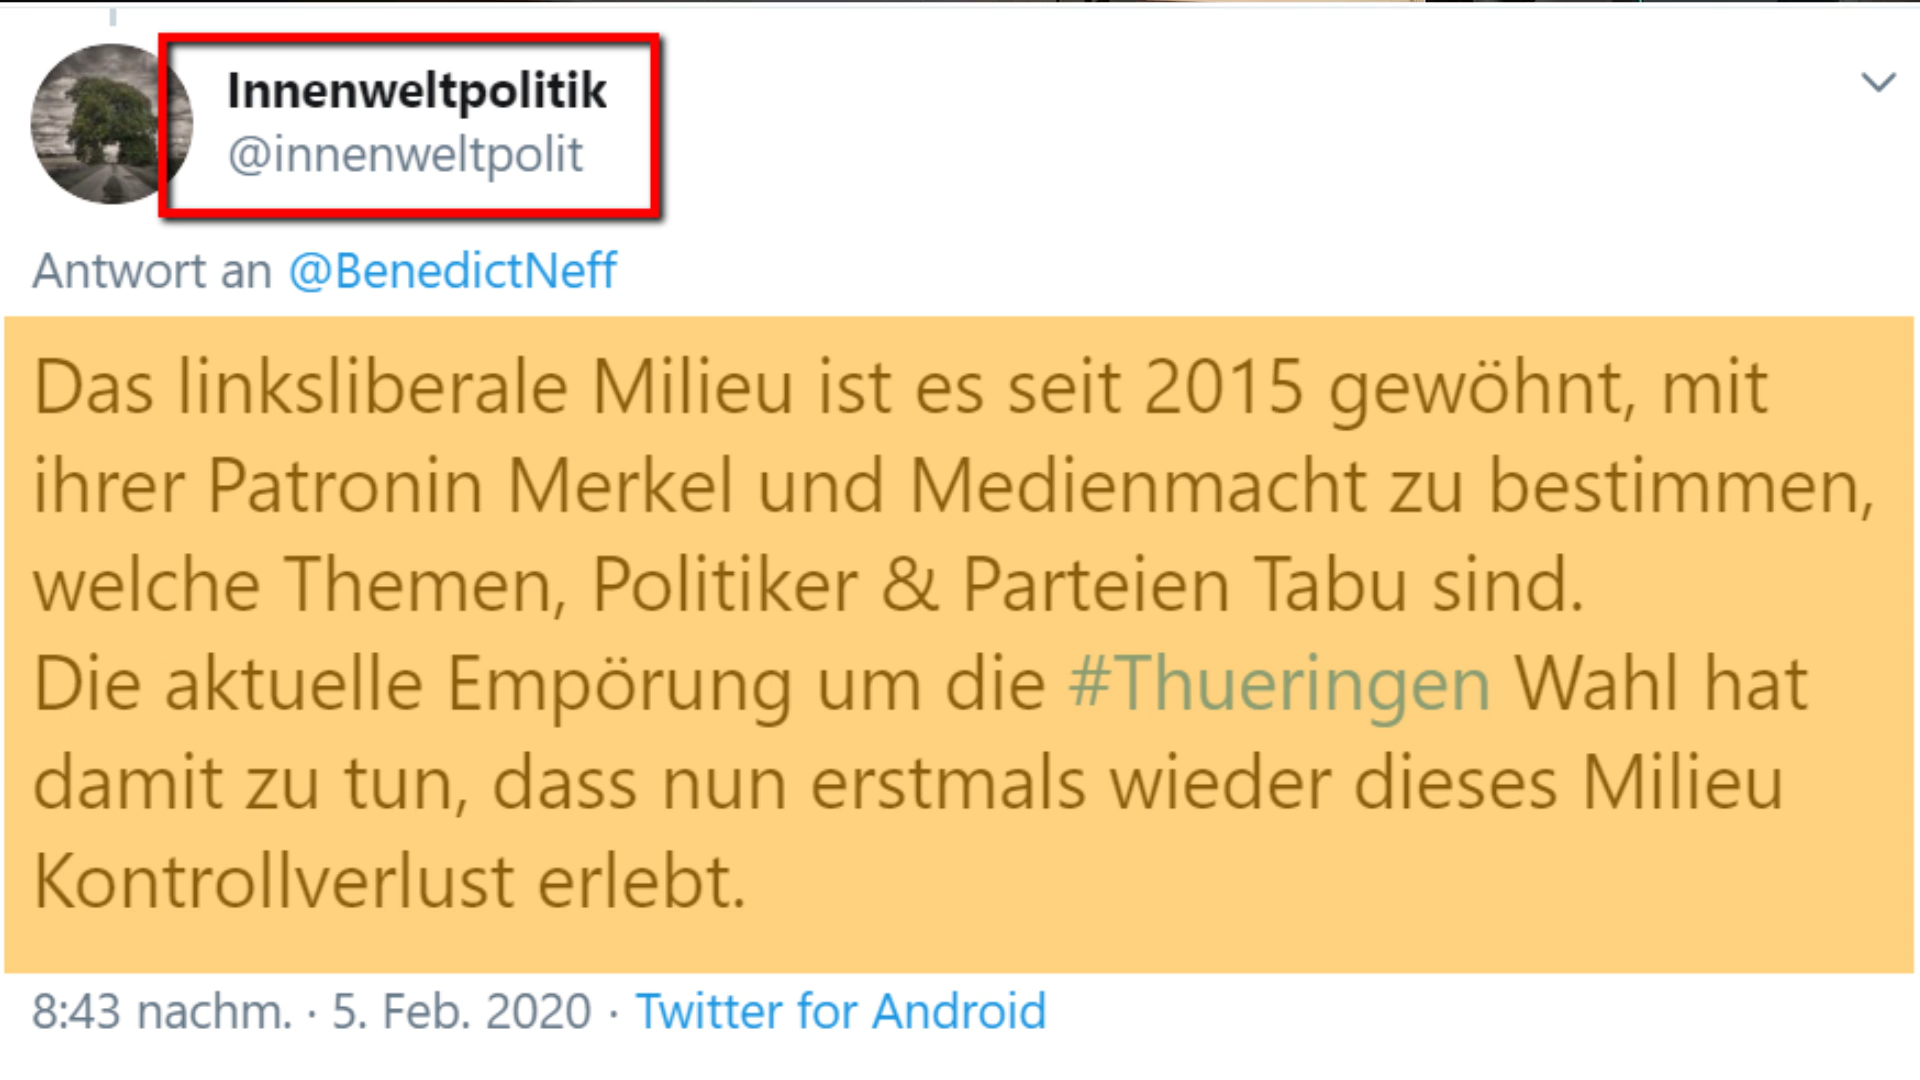 Innenweltpolitik
@innenweltpolit
Antwort an @BenedictNeff
Das linksliberale Milieu ist es seit 2015 gewöhnt, mit
ihrer Patronin Merkel und Medienmacht zu bestimmen,
welche Themen, Politiker & Parteien Tabu sind.
Die aktuelle Empörung um die #Thueringen Wahl hat
damit zu tun, dass nun erstmals wieder dieses Milieu
Kontrollverlust erlebt.
8:43 nachm. · 5. Feb. 2020 · Twitter for Android